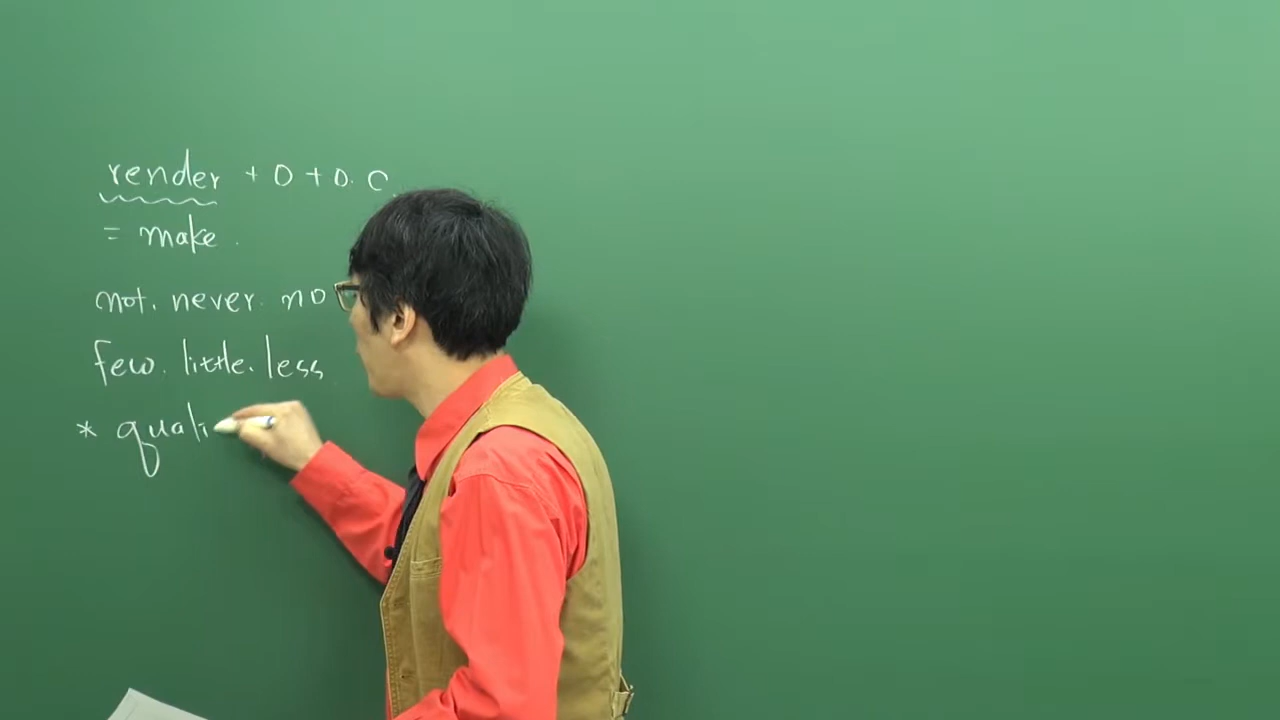 render + O + O. C.
= make.
not. never. no
few. little. less
* quali